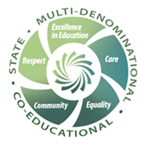 STATE • MULTI-DENOMINATIONAL • CO-EDUCATIONAL •
Excellence
in Education
Care
Equality
Community
Respect